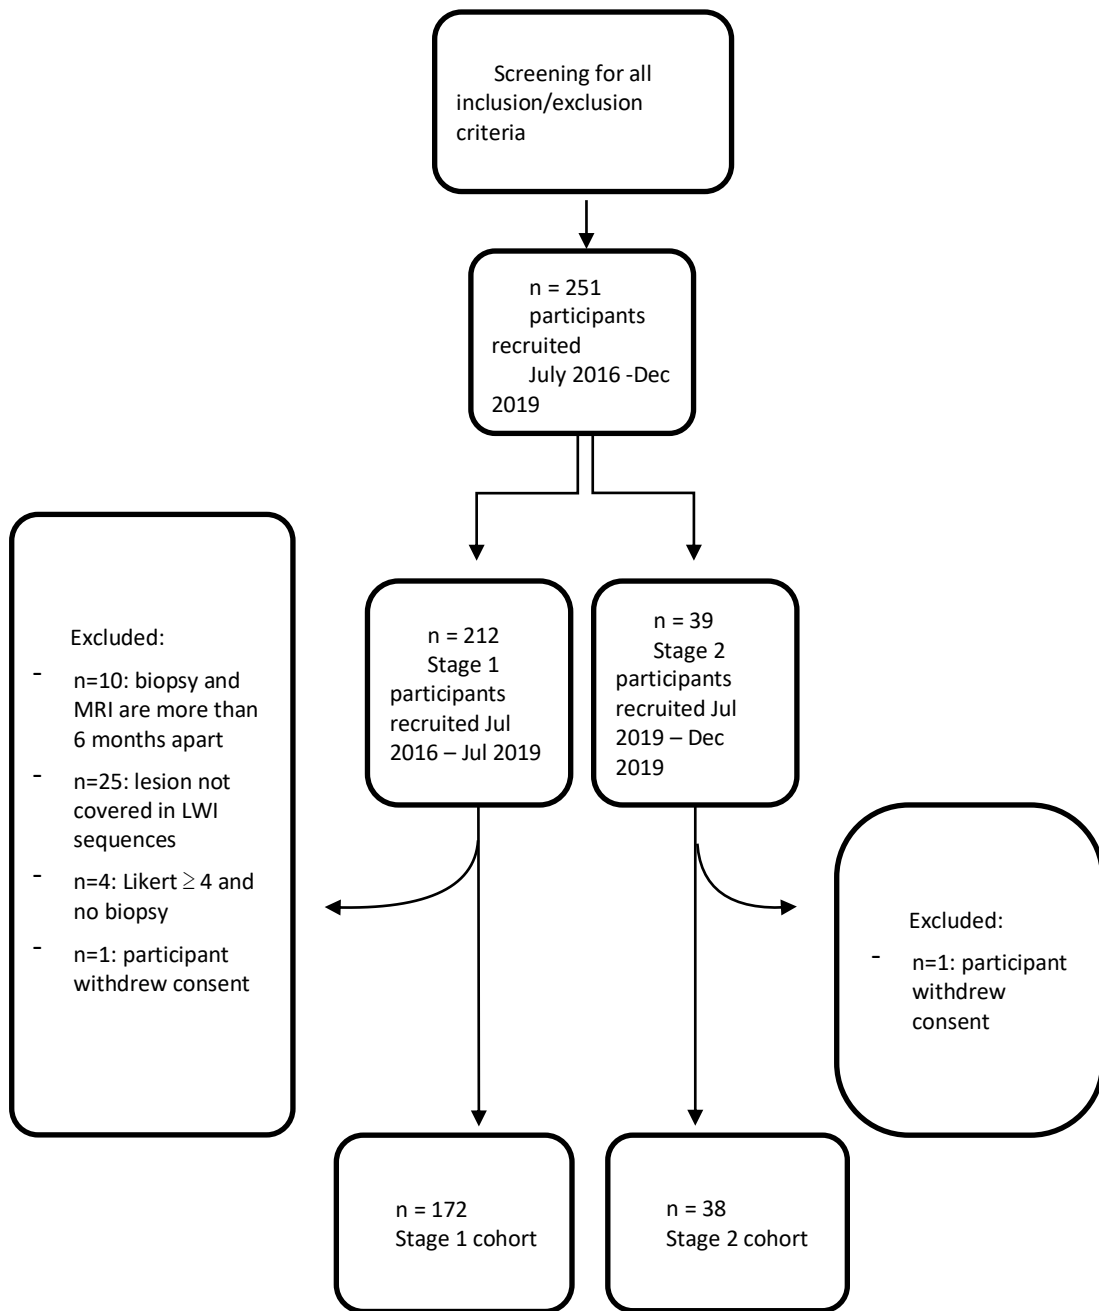 Screening for all
inclusion/exclusion
criteria
n = 251
participants
recruited
July 2016 -Dec
2019
n = 212
Stage 1
participants
recruited Jul
2016 – Jul 2019
n = 39
Stage 2
participants
recruited Jul
2019 – Dec
2019
Excluded:
- n=10: biopsy and
MRI are more than
6 months apart
- n=25: lesion not
covered in LWI
sequences
- n=4: Likert ≥ 4 and
no biopsy
- n=1: participant
withdrew consent
Excluded:
- n=1: participant
withdrew
consent
n = 172
Stage 1 cohort
n = 38
Stage 2 cohort